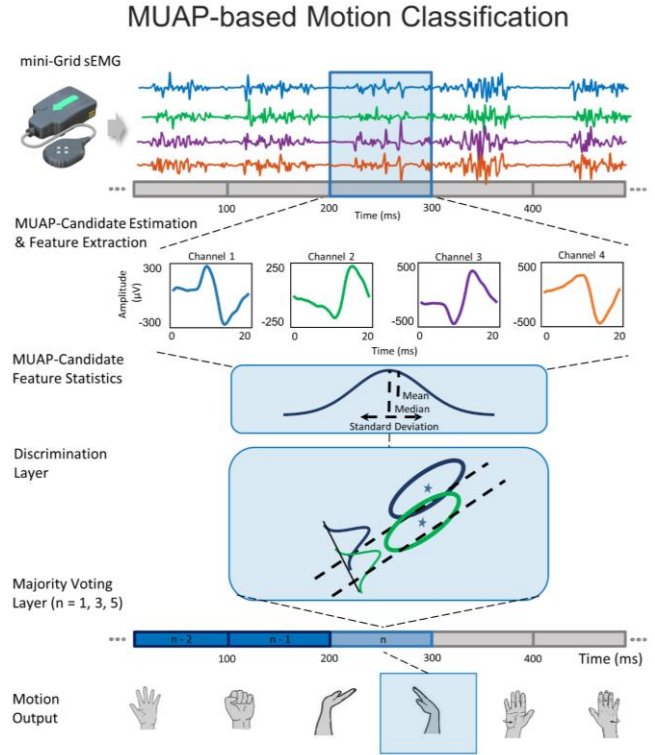 MUAP-based Motion Classification
mini-Grid sEMG
100 200 300 400
Time (ms)
MUAP-Candidate Estimation
& Feature Extraction
Channel 1 Channel 2 Channel 3 Channel 4
Amplitude
(μV)
300 250 500 500
-300 -250 -500 -500
0 20 0 20 0 20 0 20
Time (ms)
MUAP-Candidate
Feature Statistics
Mean
Median
Standard Deviation
Discrimination
Layer
Majority Voting
Layer (n = 1, 3, 5)
n - 2 n - 1 n
100 200 300 400 Time (ms)
Motion
Output